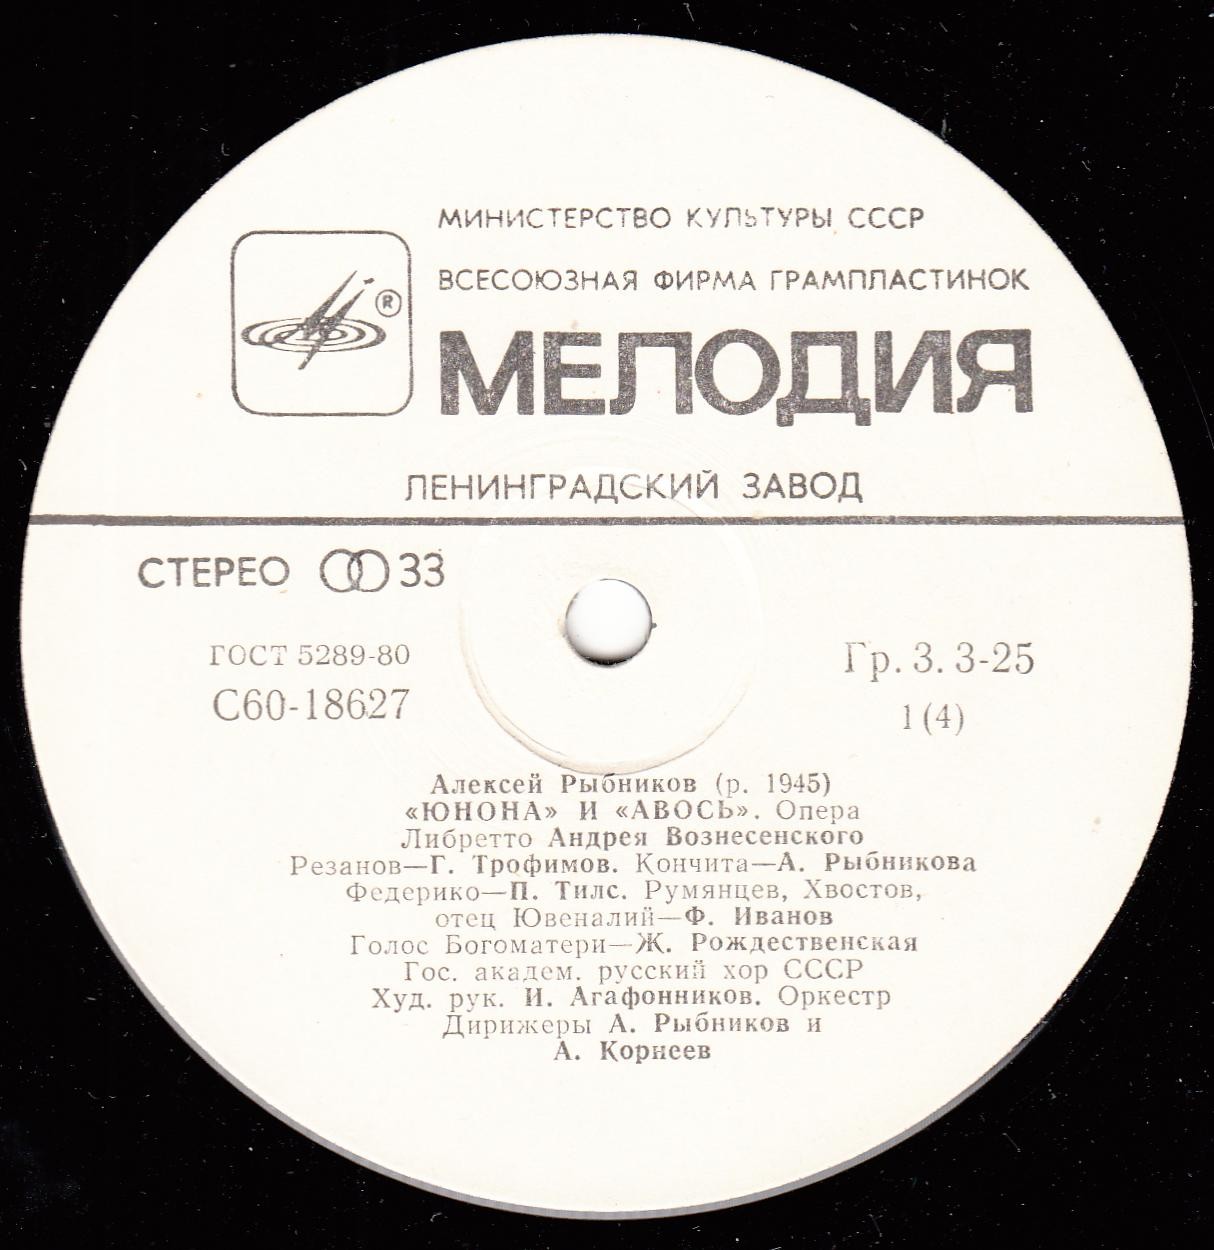 МИНИСТЕРСТВО КУЛЬТУРЫ СССР
ВСЕСОЮЗНАЯ ФИРМА ГРАМПЛАСТИНОК
®
МЕЛОДИЯ
ЛЕНИНГРАДСКИЙ ЗАВОД
СТЕРЕО 33
ГОСТ 5289-80
С60-18627
Гр. 3. 3-25
1 (4)
Алексей Рыбников (р. 1945)
«ЮНОНА» И «АВОСЬ». Опера
Либретто Андрея Вознесенского
Резанов—Г. Трофимов. Кончита—А. Рыбникова
Федерико—П. Тилс. Румянцев, Хвостов,
отец Ювеналий—Ф. Иванов
Голос Богоматери—Ж. Рождественская
Гос. академ. русский хор СССР
Худ. рук. И. Агафонников. Оркестр
Дирижеры А. Рыбников и
А. Корнеев